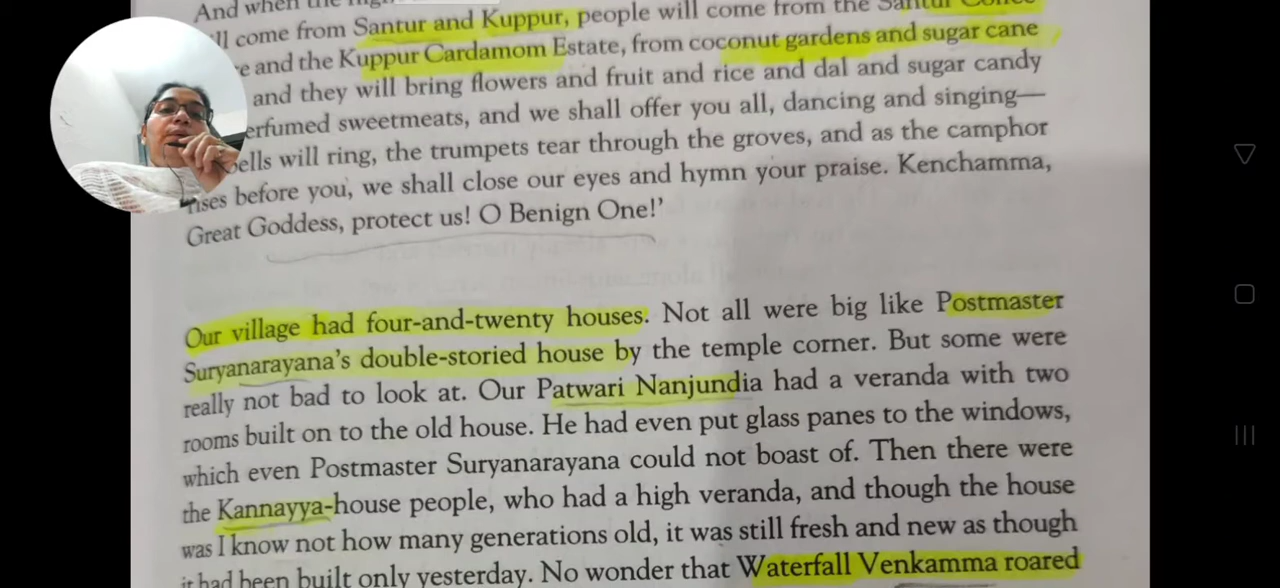 And when the
ll come from Santur and Kuppur, people will come from the Santur
e and the Kuppur Cardamom Estate, from coconut gardens and sugar cane
and they will bring flowers and fruit and rice and dal and sugar candy
erfumed sweetmeats, and we shall offer you all, dancing and singing—
ells will ring, the trumpets tear through the groves, and as the camphor
ises before you, we shall close our eyes and hymn your praise. Kenchamma,
Great Goddess, protect us! O Benign One!'
Our village had four-and-twenty houses. Not all were big like Postmaster
Suryanarayana's double-storied house by the temple corner. But some were
really not bad to look at. Our Patwari Nanjundia had a veranda with two
rooms built on to the old house. He had even put glass panes to the windows,
which even Postmaster Suryanarayana could not boast of. Then there were
the Kannayya-house people, who had a high veranda, and though the house
was I know not how many generations old, it was still fresh and new as though
it had been built only yesterday. No wonder that Waterfall Venkamma roared